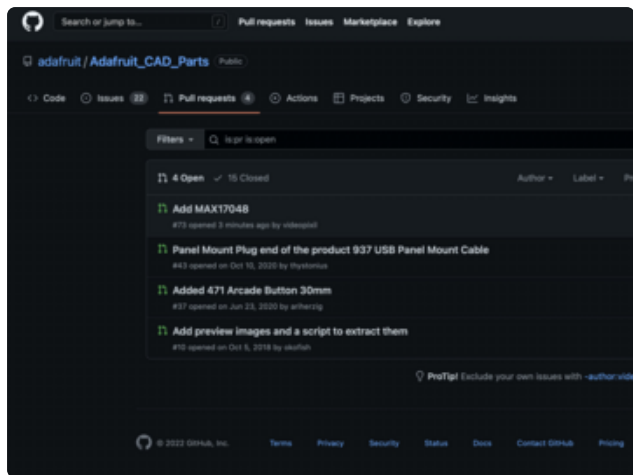 Search or jump to... /
Pull requests Issues Marketplace Explore
adafruit / Adafruit_CAD_Parts Public
Code Issues 22 Pull requests 4 Actions Projects Security Insights
Filters is:pr is:open
4 Open 15 Closed Author Label
Add MAX17048
#73 opened 3 minutes ago by videopixil
Panel Mount Plug end of the product 937 USB Panel Mount Cable
#43 opened on Oct 10, 2020 by thystonius
Added 471 Arcade Button 30mm
#37 opened on Jun 23, 2020 by arlherzig
Add preview images and a script to extract them
#10 opened on Oct 5, 2018 by
ProTip! Exclude your own issues with -author:vide
© 2022 GitHub, Inc. Terms Privacy Security Status Docs Contact GitHub Pricing